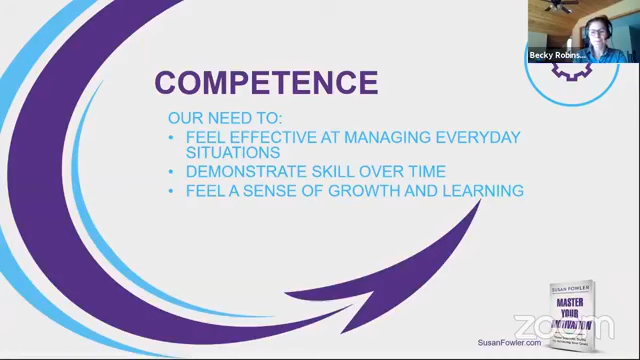 Becky Robins...
COMPETENCE
OUR NEED TO:
• FEEL EFFECTIVE AT MANAGING EVERYDAY
SITUATIONS
• DEMONSTRATE SKILL OVER TIME
• FEEL A SENSE OF GROWTH AND LEARNING
SUSAN FOWLER
MASTER
YOUR
MOTIVATION
zoom
SusanFowler.com